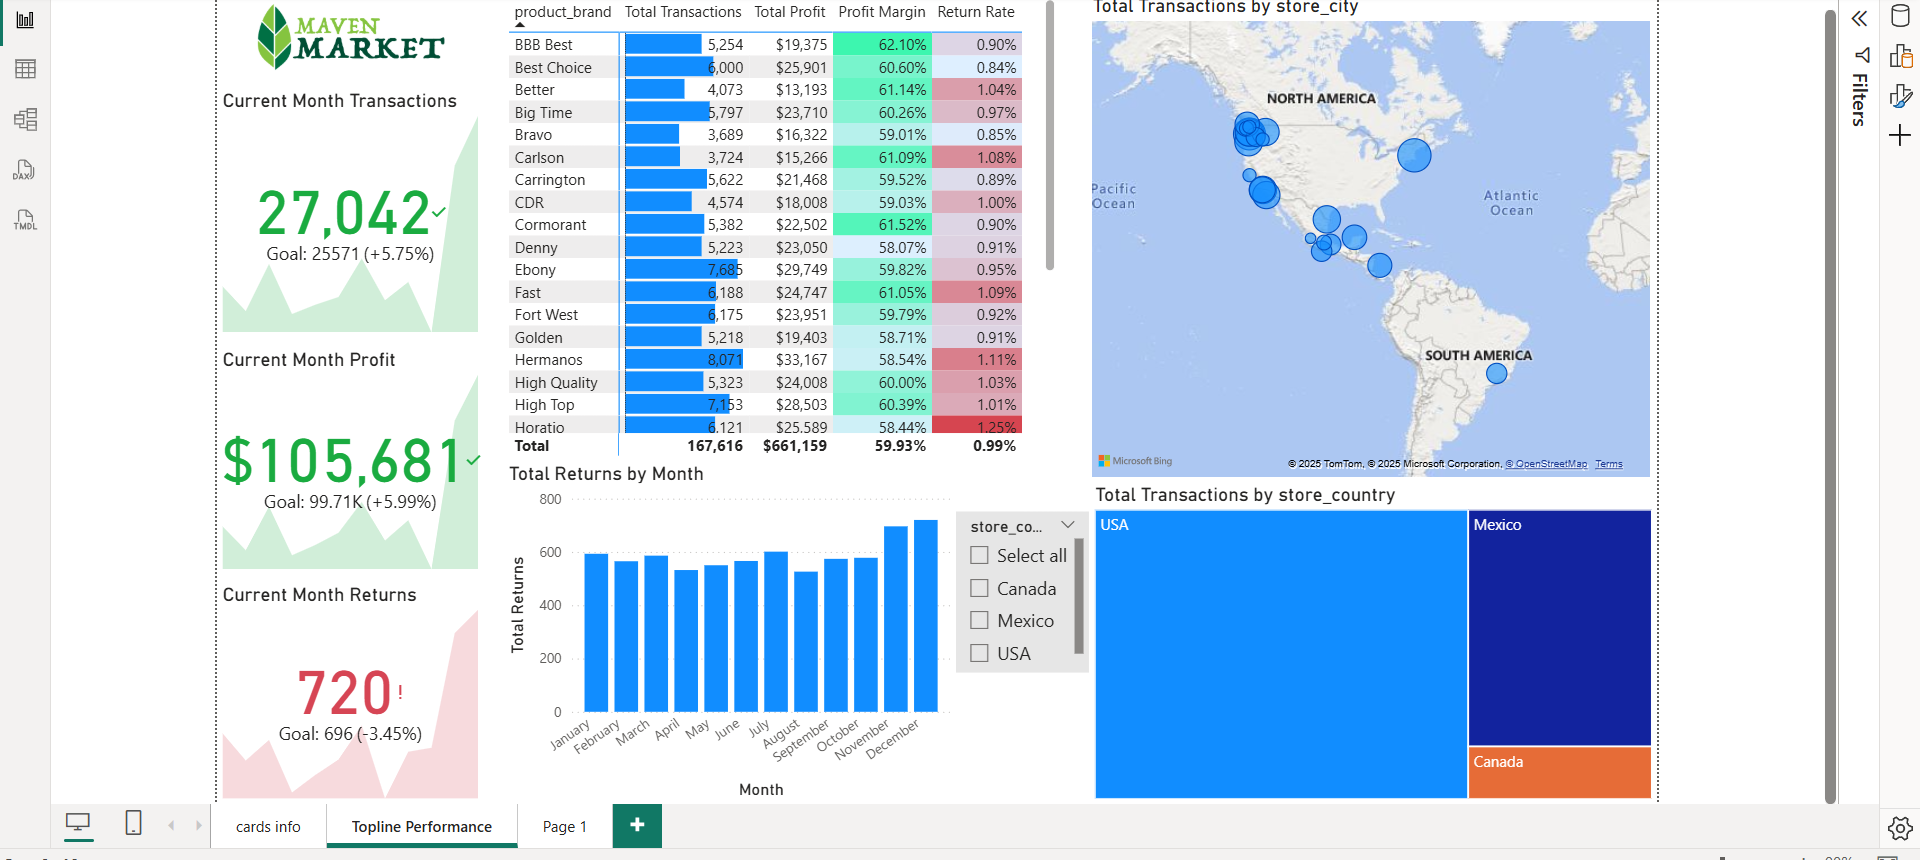 MAVEN
MARKET
Current Month Transactions
27,042
Goal: 25571 (+5.75%)
Current Month Profit
$105,681
Goal: 99.71K (+5.99%)
Current Month Returns
720!
Goal: 696 (-3.45%)
product_brand Total Transactions Total Profit Profit Margin Return Rate
BBB Best 5,254 $19,375 62.10% 0.90%
Best Choice 6,000 $25,901 60.60% 0.84%
Better 4,073 $13,193 61.14% 1.04%
Big Time 5,797 $23,710 60.26% 0.97%
Bravo 3,689 $16,322 59.01% 0.85%
Carlson 3,724 $15,266 61.09% 1.08%
Carrington 5,622 $21,468 59.52% 0.89%
CDR 4,574 $18,008 59.03% 1.00%
Cormorant 5,382 $22,502 61.52% 0.90%
Denny 5,223 $23,050 58.07% 0.91%
Ebony 7,685 $29,749 59.82% 0.95%
Fast 6,188 $24,747 61.05% 1.09%
Fort West 6,175 $23,951 59.79% 0.92%
Golden 5,218 $19,403 58.71% 0.91%
Hermanos 8,071 $33,167 58.54% 1.11%
High Quality 5,323 $24,008 60.00% 1.03%
High Top 7,153 $28,503 60.39% 1.01%
Horatio 6,121 $25,589 58.44% 1.25%
Total 167,616 $661,159 59.93% 0.99%
Total Returns by Month
800
600
400
200
0
Total Returns
January February March April May June July August September October November December
Month
store_co...
Select all
Canada
Mexico
USA
Total Transactions by store_city
NORTH AMERICA
Pacific
Ocean
Atlantic
Ocean
SOUTH AMERICA
Microsoft Bing
© 2025 TomTom, © 2025 Microsoft Corporation, © OpenStreetMap Terms
Total Transactions by store_country
USA
Mexico
Canada
Filters
DAX
TMDL
cards info
Topline Performance
Page 1
+